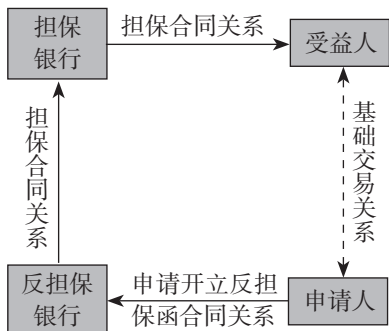 担保
银行
担保合同关系
受益人
担保合同关系
基础交易关系
反担保
银行
申请开立反担
保函合同关系
申请人